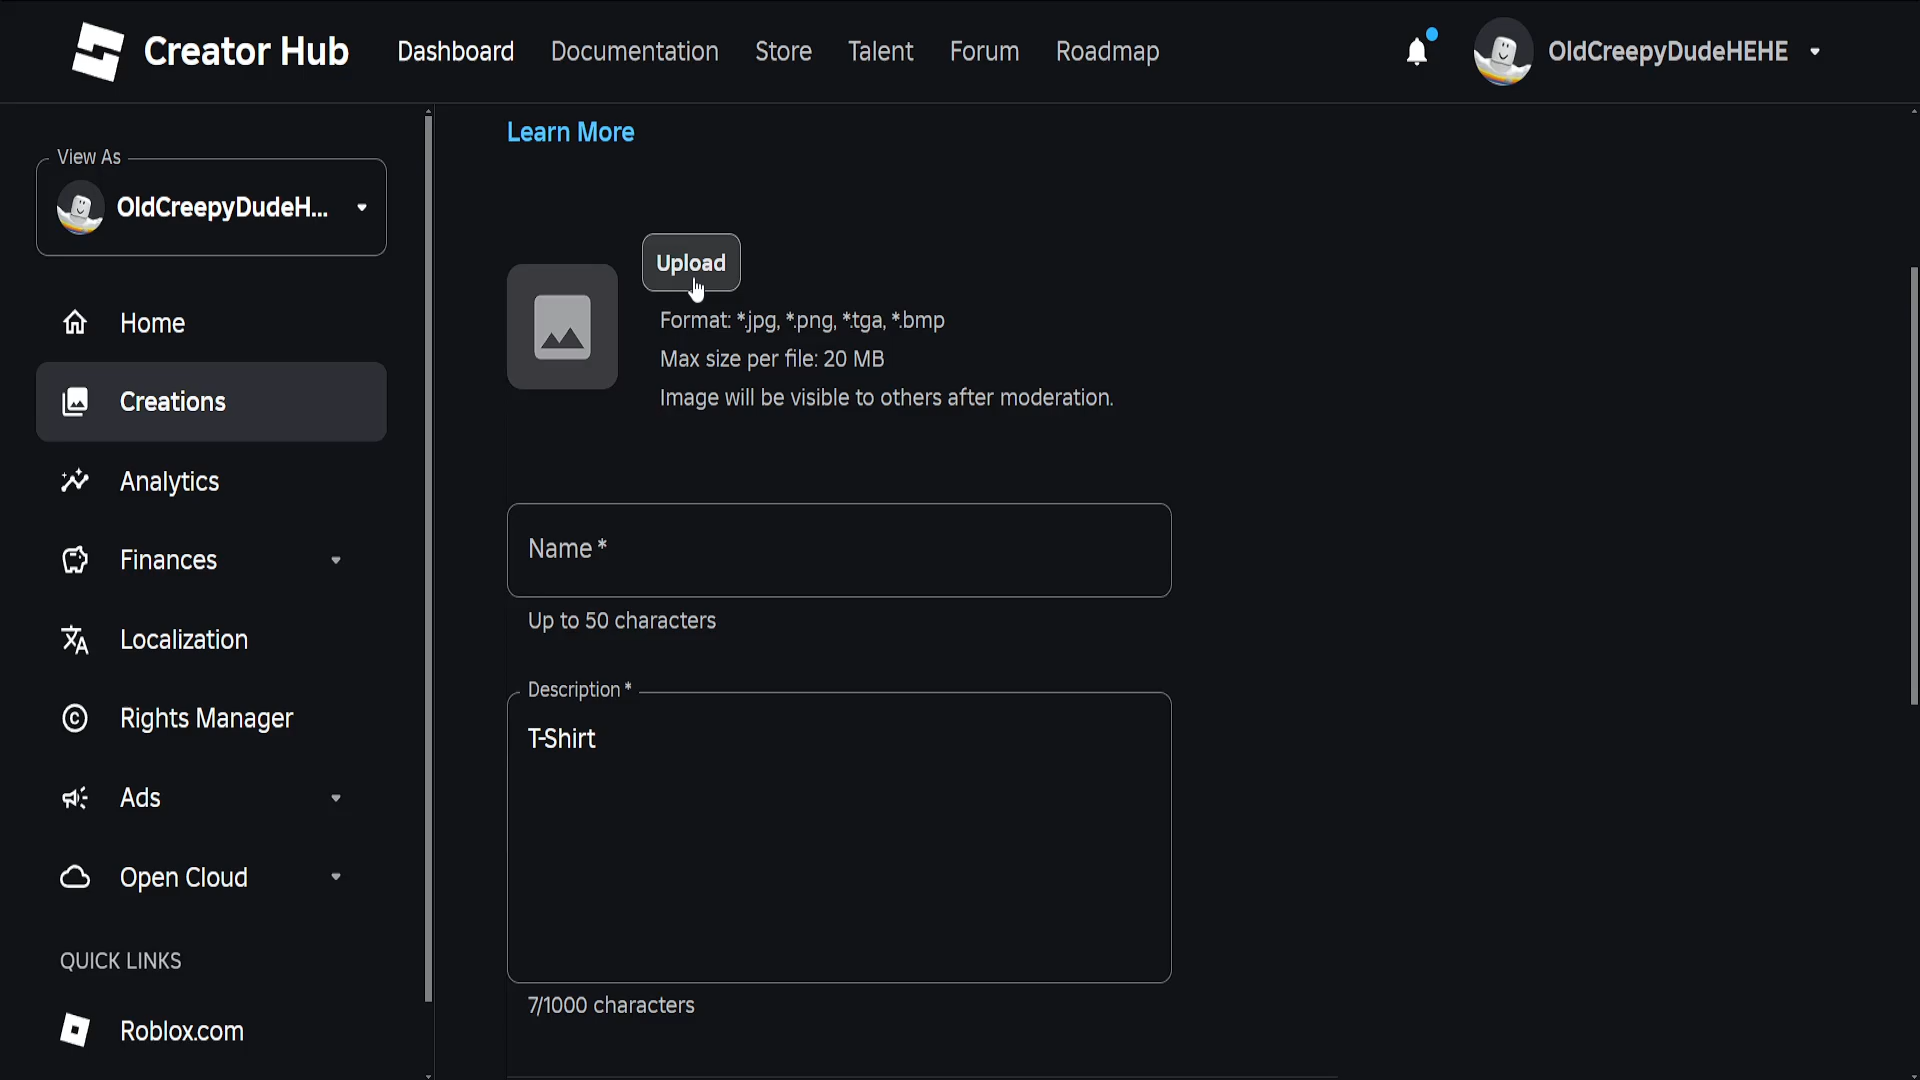 Creator Hub
Dashboard
Documentation
Store
Talent
Forum
Roadmap
OldCreepyDudeHEHE
View As
OldCreepyDudeH...
Home
Creations
Analytics
Finances
Localization
Rights Manager
Ads
Open Cloud
QUICK LINKS
Roblox.com
Learn More
Upload
Format: *.jpg, *.png, *.tga, *.bmp
Max size per file: 20 MB
Image will be visible to others after moderation.
Name *
Up to 50 characters
Description *
T-Shirt
7/1000 characters